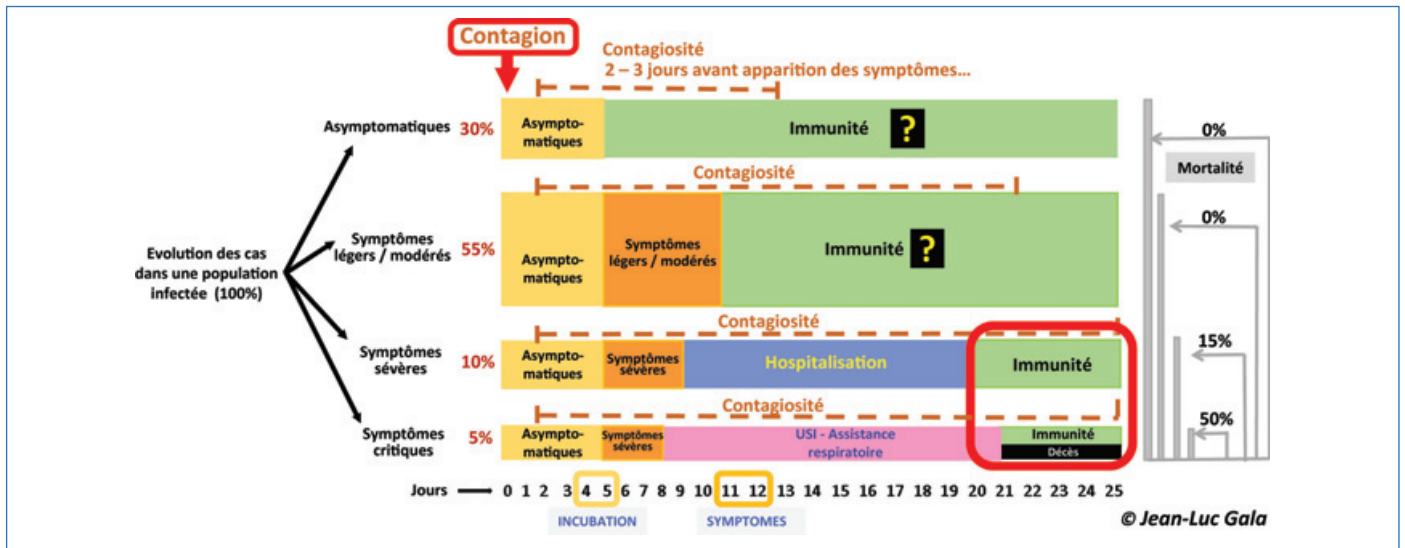 Contagion
Contagiosité
2 – 3 jours avant apparition des symptômes...
Asymptomatiques 30%
Asympto-
matiques
Immunité ?
0%
Mortalité
Contagiosité
Evolution des cas
dans une population
infectée (100%)
Symptômes
légers / modérés
55%
Asympto-
matiques
Symptômes
légers / modérés
Immunité ?
0%
Contagiosité
Symptômes
sévères
10%
Asympto-
matiques
Symptômes
sévères
Hospitalisation
Immunité
15%
Contagiosité
Symptômes
critiques
5%
Asympto-
matiques
Symptômes
sévères
USI - Assistance
respiratoire
Immunité
Décès
50%
Jours 0 1 2 3 4 5 6 7 8 9 10 11 12 13 14 15 16 17 18 19 20 21 22 23 24 25
INCUBATION SYMPTOMES
© Jean-Luc Gala